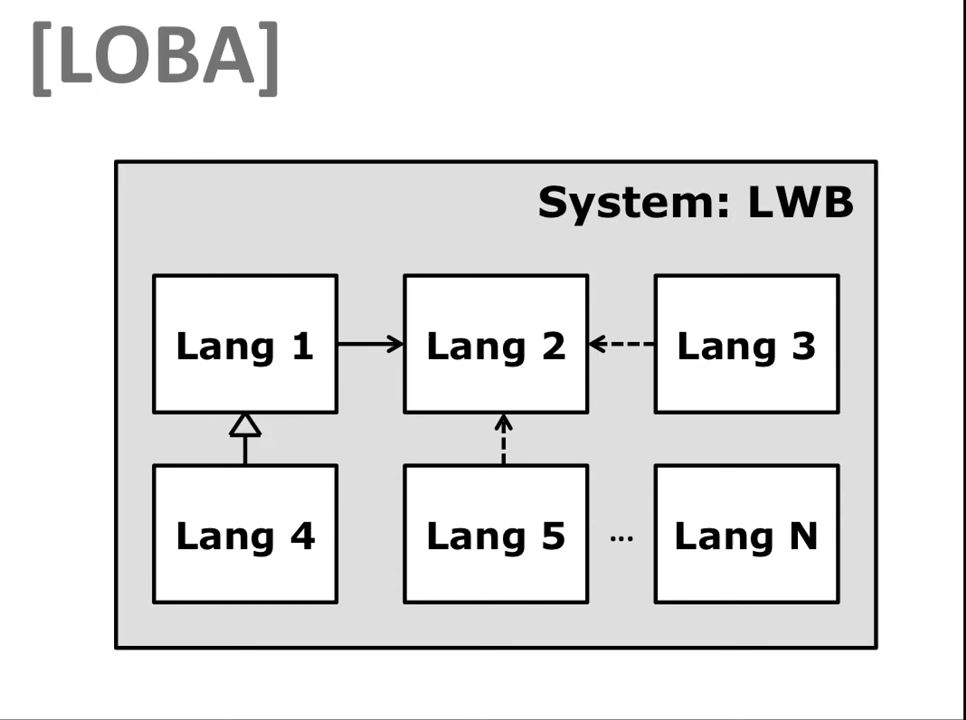 [LOBA]
System: LWB
Lang 1
Lang 2
Lang 3
Lang 4
Lang 5
...
Lang N